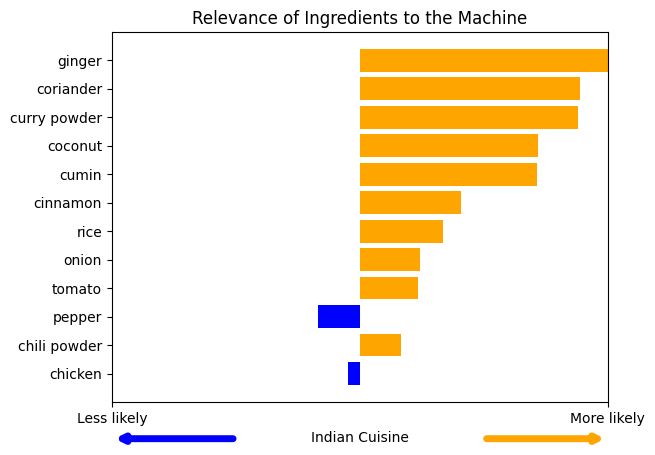 Relevance of Ingredients to the Machine
ginger
coriander
curry powder
coconut
cumin
cinnamon
rice
onion
tomato
pepper
chili powder
chicken
Less likely
More likely
Indian Cuisine